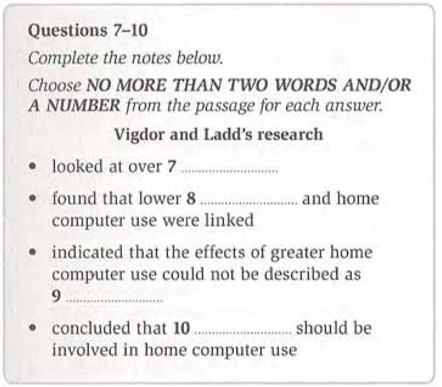 Questions 7–10
Complete the notes below.
Choose NO MORE THAN TWO WORDS AND/OR
A NUMBER from the passage for each answer.
Vigdor and Ladd's research
• looked at over 7 ............................
• found that lower 8 ............................ and home
computer use were linked
• indicated that the effects of greater home
computer use could not be described as
9 ............................
• concluded that 10 ............................ should be
involved in home computer use